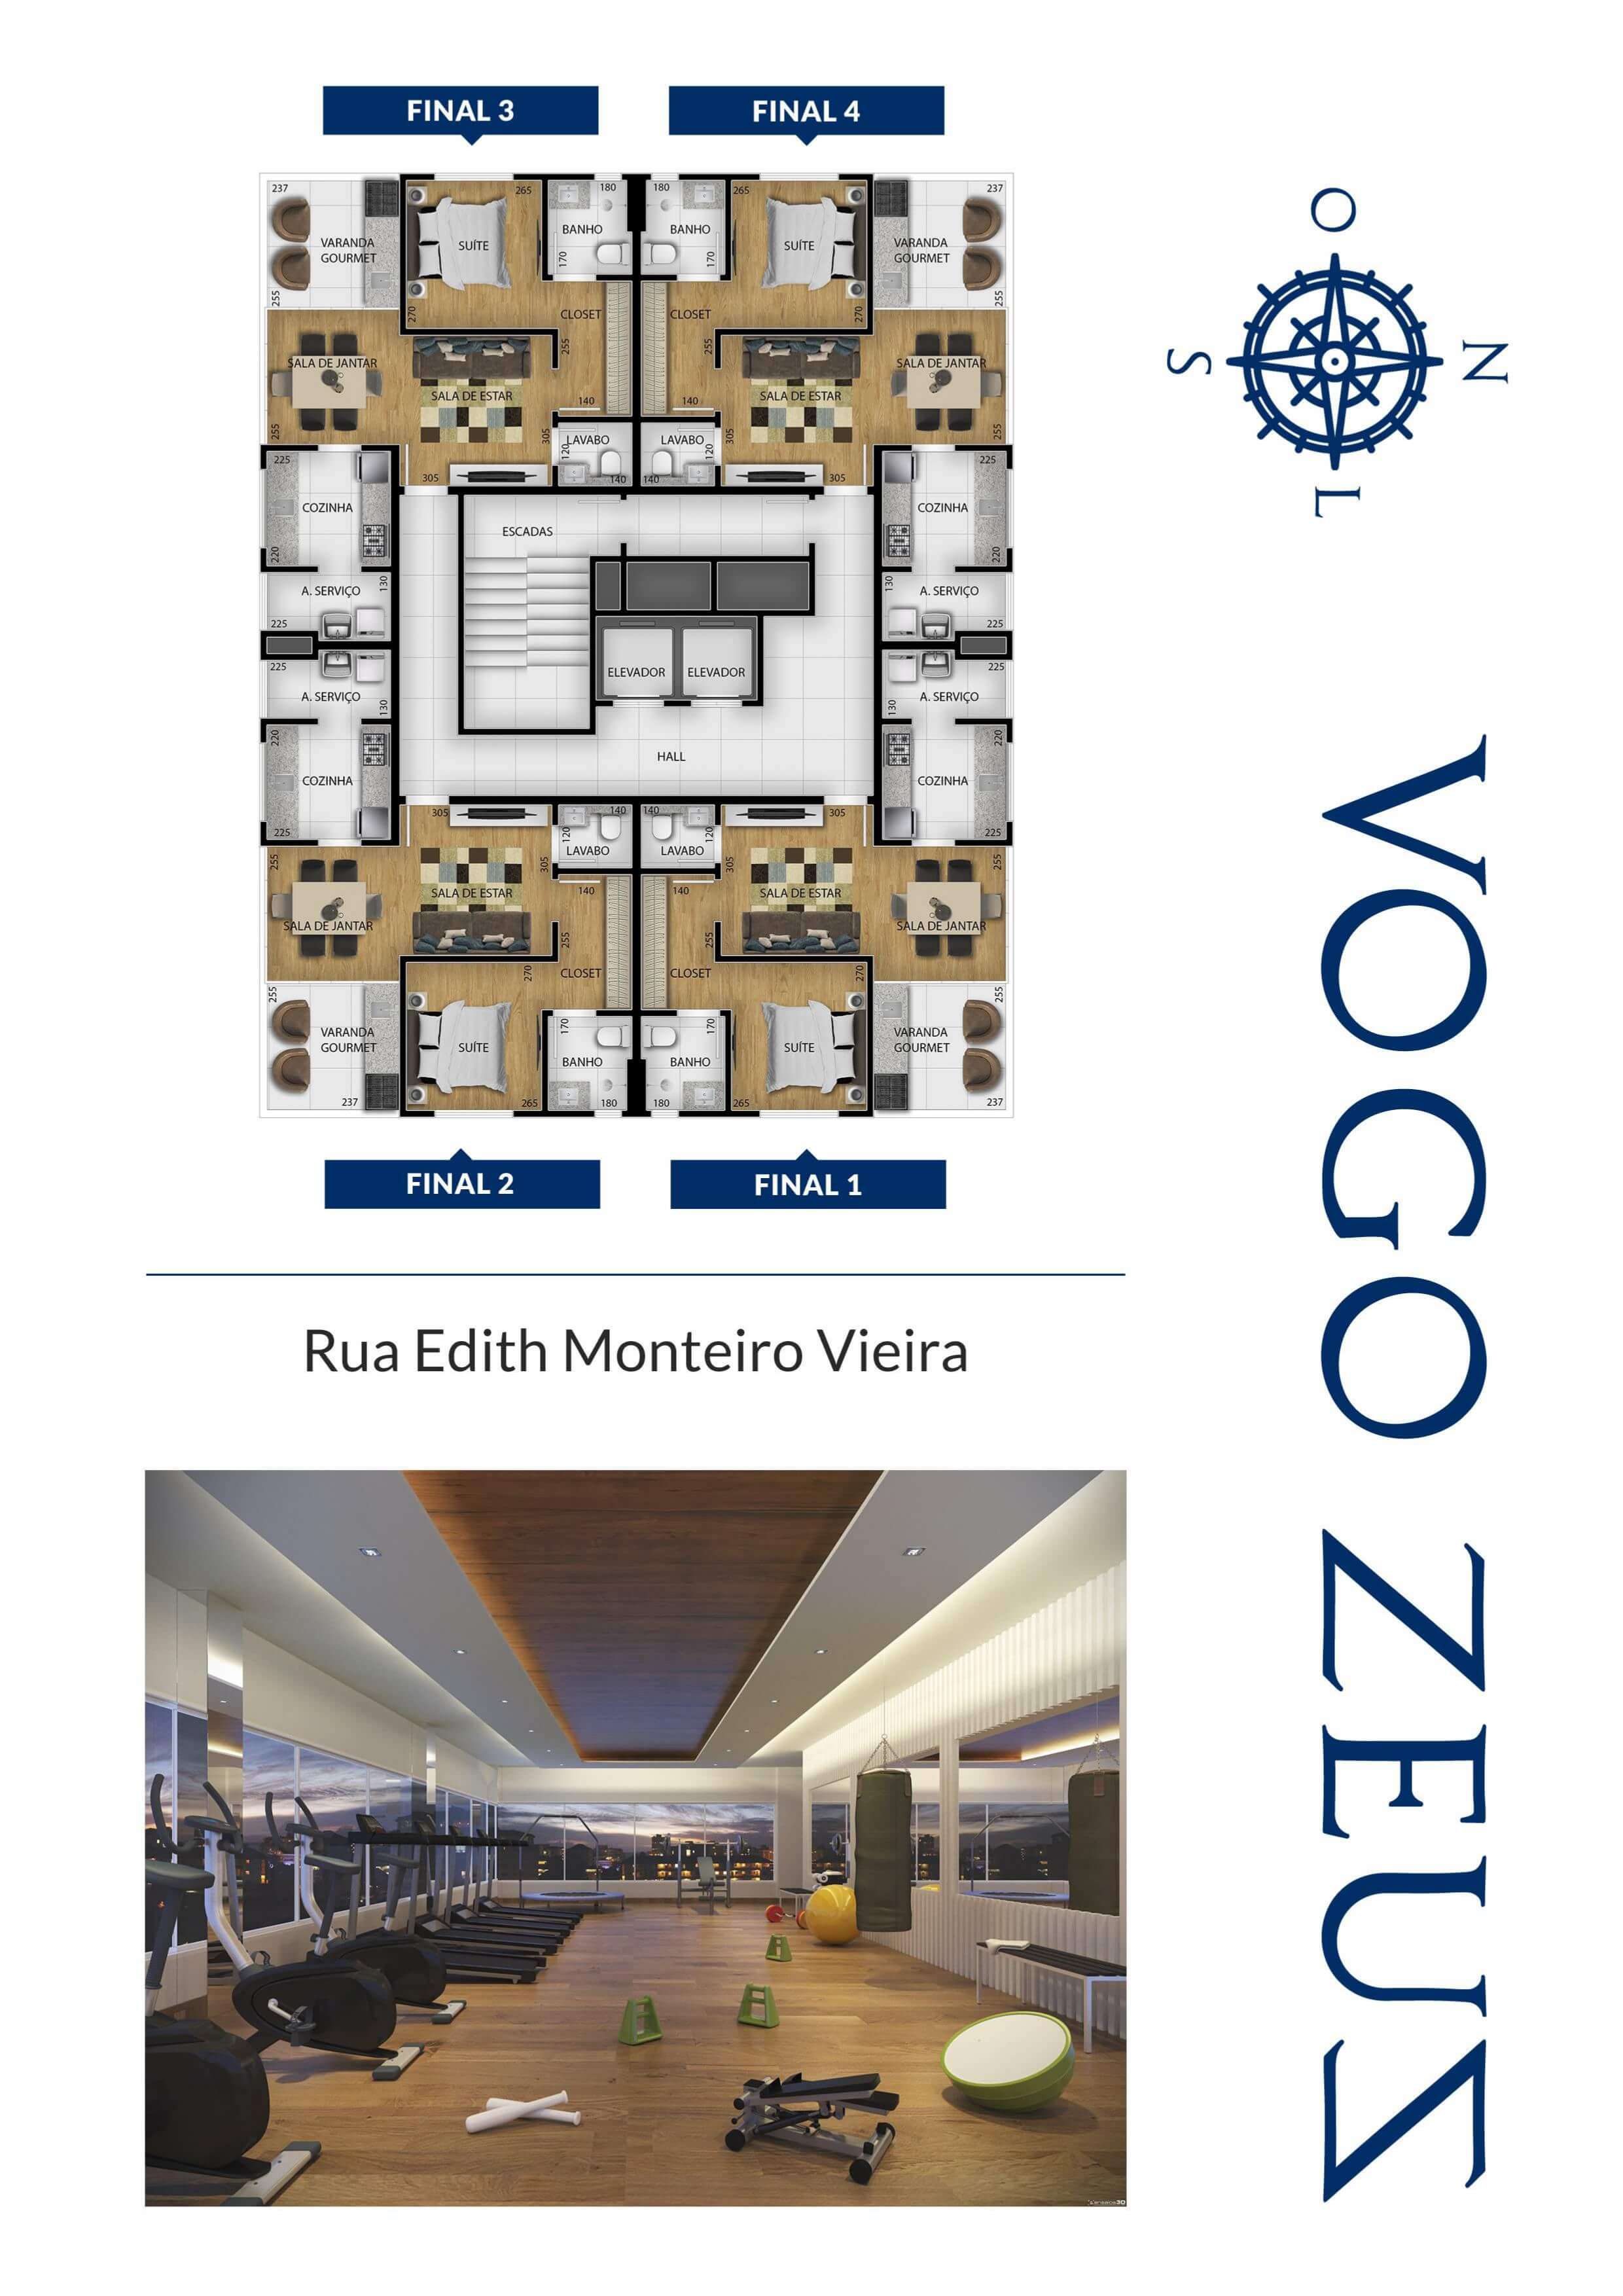 FINAL 3
FINAL 4
237
265
180
180
265
237
VARANDA
GOURMET
SUÍTE
BANHO
BANHO
SUÍTE
VARANDA
GOURMET
170
170
255
270
CLOSET
CLOSET
270
255
255
255
SALA DE JANTAR
SALA DE ESTAR
SALA DE ESTAR
SALA DE JANTAR
140
140
255
305
LAVABO
LAVABO
305
255
120
120
225
305
140
140
305
225
COZINHA
COZINHA
ESCADAS
220
220
A. SERVIÇO
130
130
A. SERVIÇO
225
225
225
ELEVADOR
ELEVADOR
225
A. SERVIÇO
130
130
A. SERVIÇO
220
HALL
220
COZINHA
COZINHA
305
140
140
305
225
120
120
225
LAVABO
LAVABO
255
305
305
255
SALA DE ESTAR
140
140
SALA DE ESTAR
SALA DE JANTAR
255
255
SALA DE JANTAR
270
CLOSET
CLOSET
270
255
255
VARANDA
GOURMET
170
170
VARANDA
GOURMET
SUÍTE
BANHO
BANHO
SUÍTE
237
265
180
180
265
237
FINAL 2
FINAL 1
O
S
N
L
VOGO ZEUS
Rua Edith Monteiro Vieira